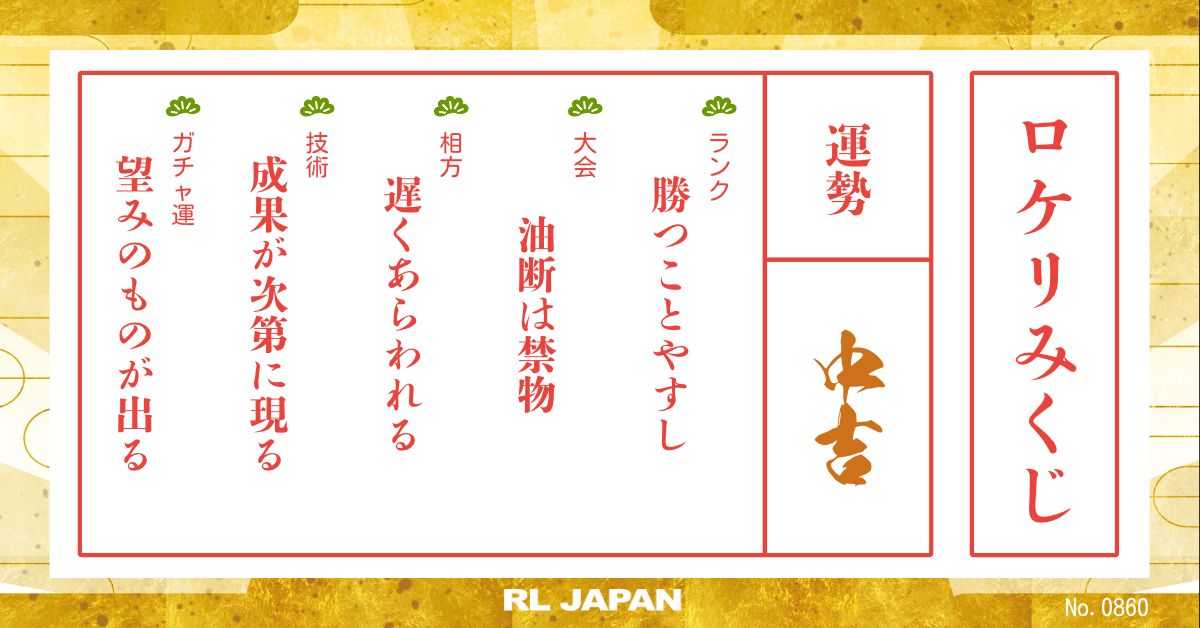 ロケリみくじ
運勢
中吉
ランク
勝つことやすし
大会
油断は禁物
相方
遅くあらわれる
技術
成果が次第に現る
ガチャ運
望みのものが出る
RL JAPAN
No. 0860